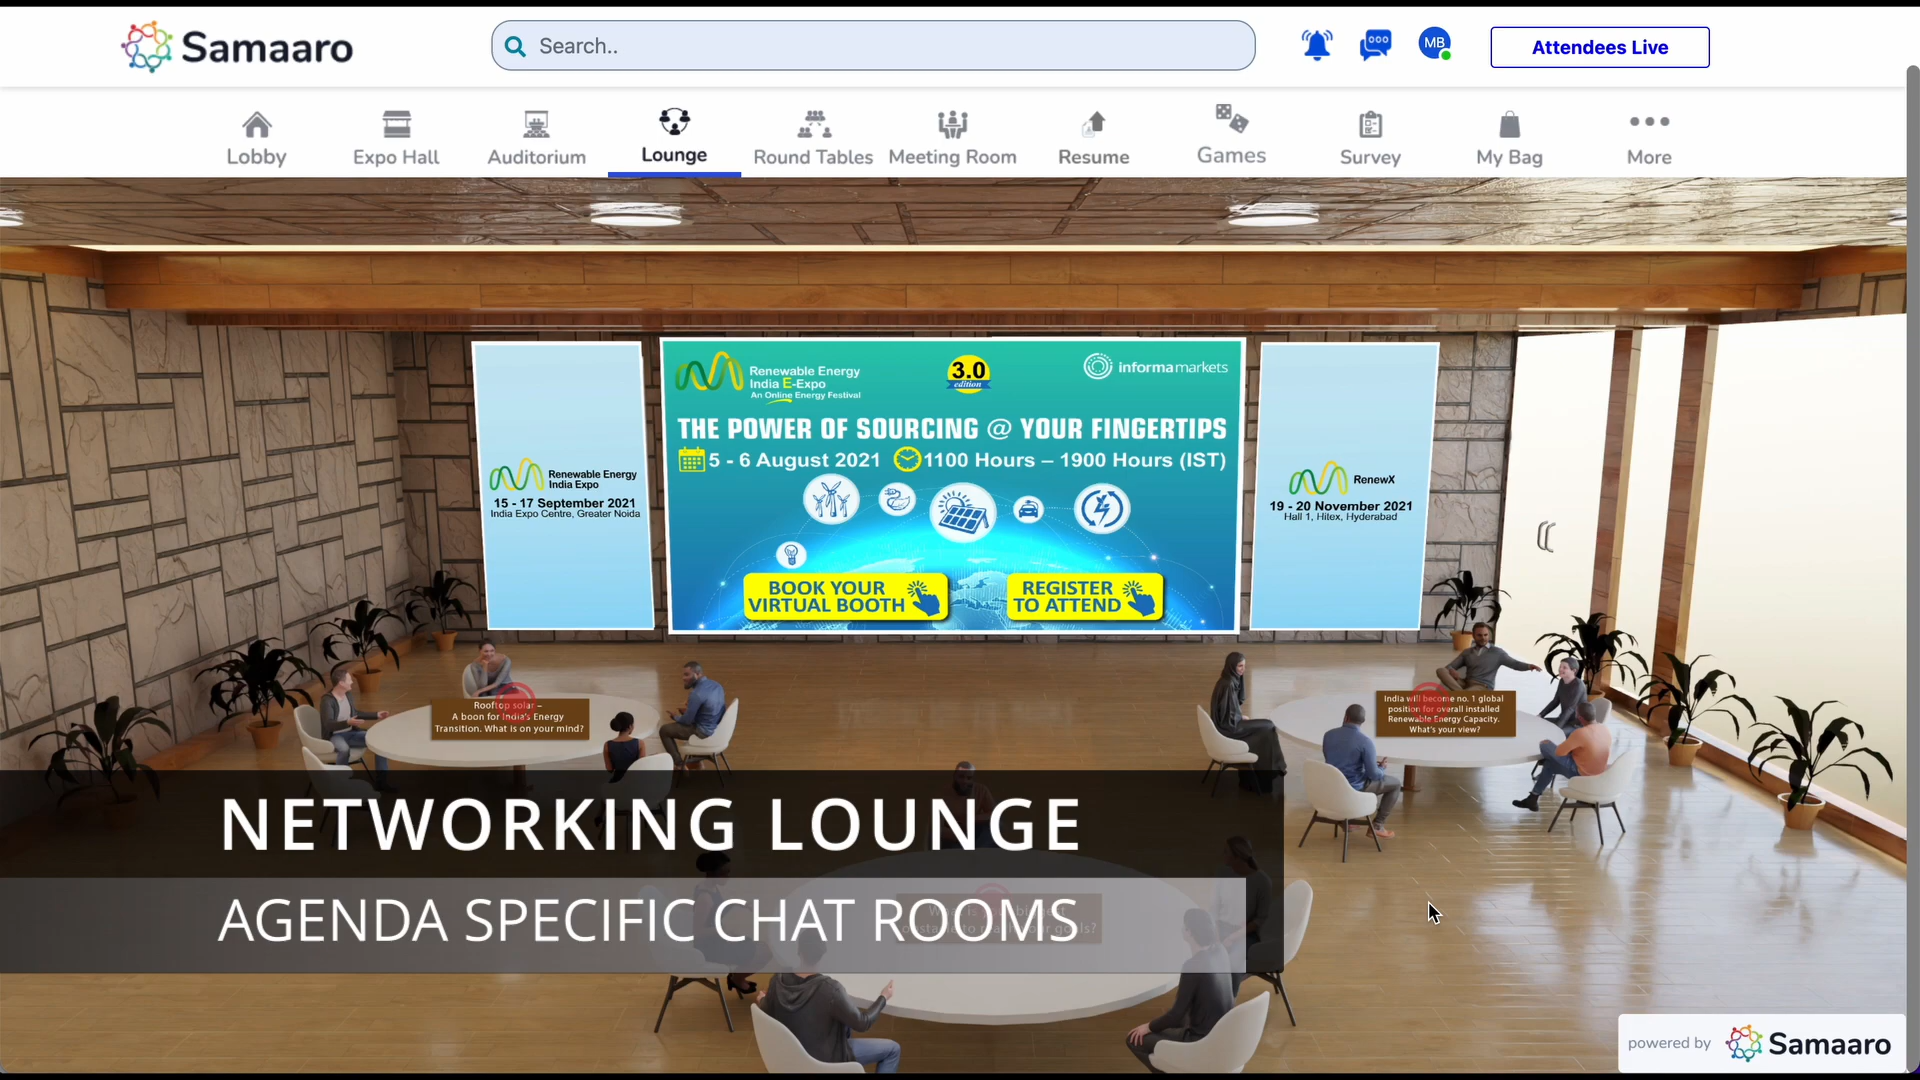 Samaaro
Search..
MB
Attendees Live
Lobby
Expo Hall
Auditorium
Lounge
Round Tables
Meeting Room
Resume
Games
Survey
My Bag
More
Renewable Energy
India Expo
15 - 17 September 2021
India Expo Centre, Greater Noida
Renewable Energy
India E-Expo
An Online Energy Festival
3.0
edition
informa markets
THE POWER OF SOURCING @ YOUR FINGERTIPS
5 - 6 August 2021 1100 Hours – 1900 Hours (IST)
BOOK YOUR
VIRTUAL BOOTH
REGISTER
TO ATTEND
RenewX
19 - 20 November 2021
Hall 1, Hitex, Hyderabad
Rooftop solar –
A boon for India's Energy
Transition. What is on your mind?
India will become no. 1 global
position for overall installed
Renewable Energy Capacity.
What's your view?
NETWORKING LOUNGE
AGENDA SPECIFIC CHAT ROOMS
goals?
powered by Samaaro